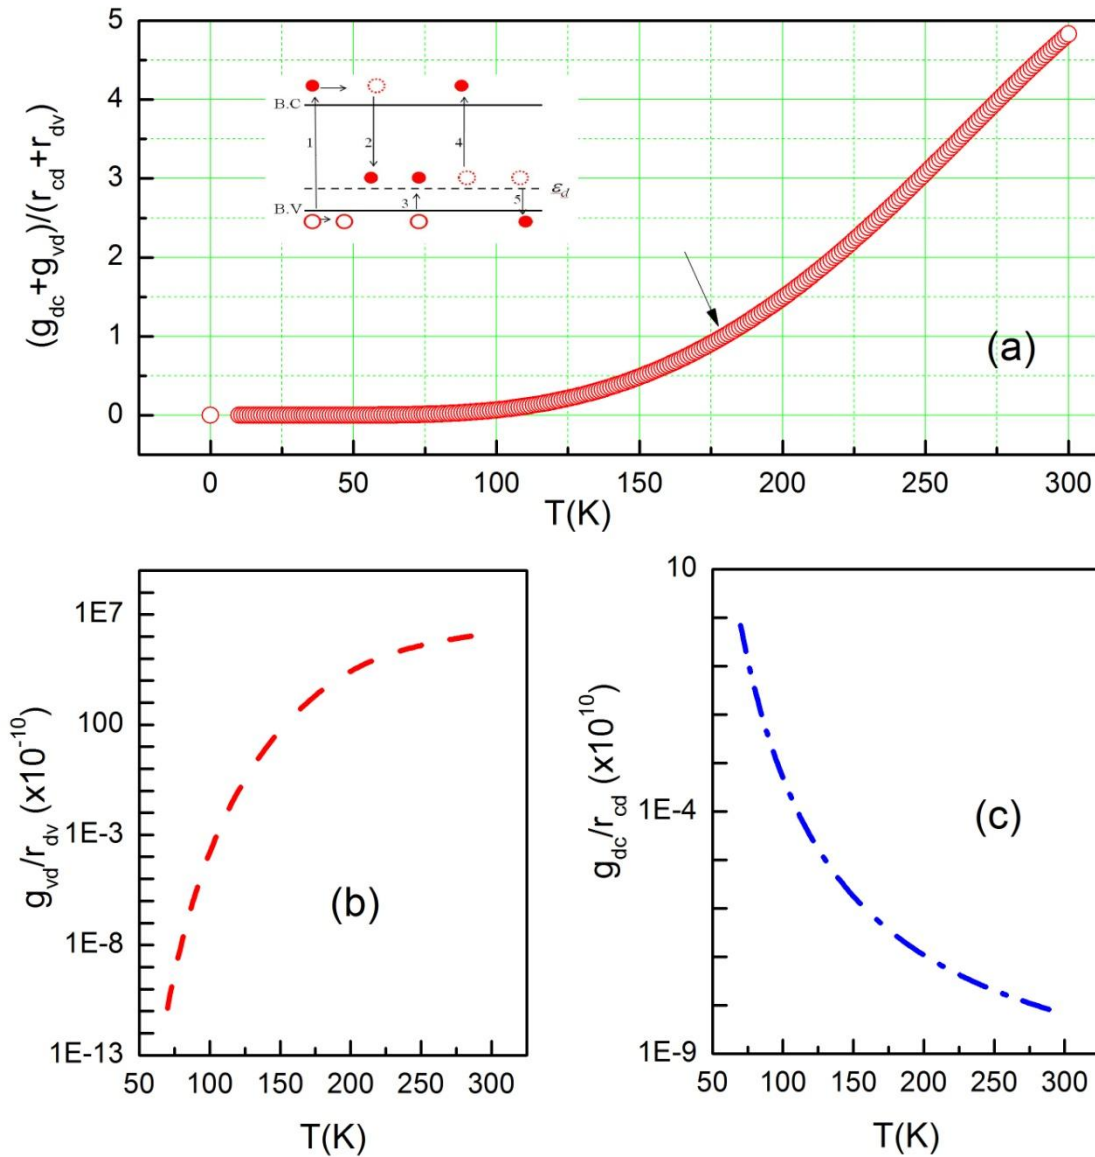 (g_dc+g_vd)/(r_cd+r_dv)
5
4
3
2
1
0
B.C
1
2
4
3
5
ε_d
B.V
(a)
0
50
100
150
200
250
300
T(K)
g_vd/r_dv (x10^-10)
1E7
100
1E-3
1E-8
1E-13
(b)
50
100
150
200
250
300
T(K)
g_dc/r_cd (x10^10)
10
1E-4
1E-9
(c)
50
100
150
200
250
300
T(K)